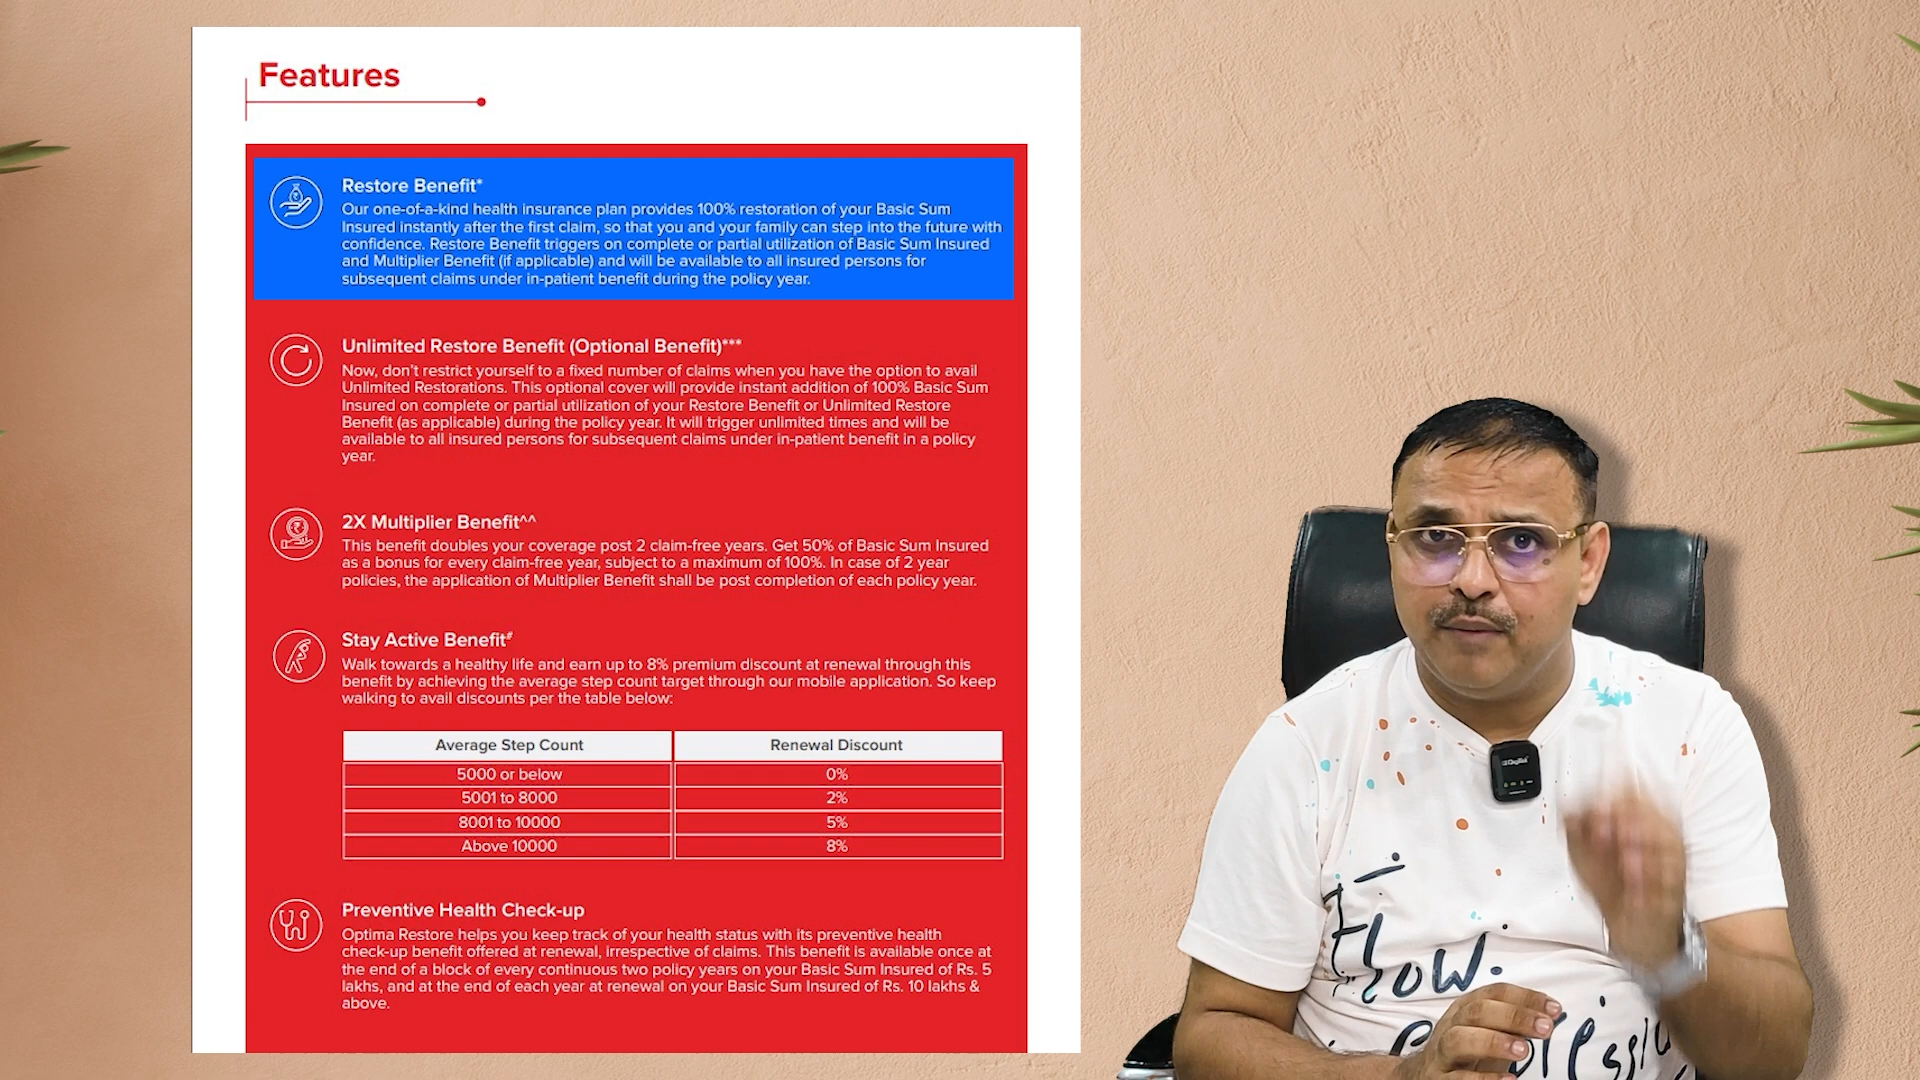 Features
Restore Benefit*
Our one-of-a-kind health insurance plan provides 100% restoration of your Basic Sum
Insured instantly after the first claim, so that you and your family can step into the future with
confidence. Restore Benefit triggers on complete or partial utilization of Basic Sum Insured
and Multiplier Benefit (if applicable) and will be available to all insured persons for
subsequent claims under in-patient benefit during the policy year.
Unlimited Restore Benefit (Optional Benefit)***
Now, don't restrict yourself to a fixed number of claims when you have the option to avail
Unlimited Restorations. This optional cover will provide instant addition of 100% Basic Sum
Insured on complete or partial utilization of your Restore Benefit or Unlimited Restore
Benefit (as applicable) during the policy year. It will trigger unlimited times and will be
available to all insured persons for subsequent claims under in-patient benefit in a policy
year.
2X Multiplier Benefit^^
This benefit doubles your coverage post 2 claim-free years. Get 50% of Basic Sum Insured
as a bonus for every claim-free year, subject to a maximum of 100%. In case of 2 year
policies, the application of Multiplier Benefit shall be post completion of each policy year.
Stay Active Benefit#
Walk towards a healthy life and earn up to 8% premium discount at renewal through this
benefit by achieving the average step count target through our mobile application. So keep
walking to avail discounts per the table below:
Average Step Count Renewal Discount
5000 or below 0%
5001 to 8000 2%
8001 to 10000 5%
Above 10000 8%
Preventive Health Check-up
Optima Restore helps you keep track of your health status with its preventive health
check-up benefit offered at renewal, irrespective of claims. This benefit is available once at
the end of a block of every continuous two policy years on your Basic Sum Insured of Rs. 5
lakhs, and at the end of each year at renewal on your Basic Sum Insured of Rs. 10 lakhs &
above.
Flow.